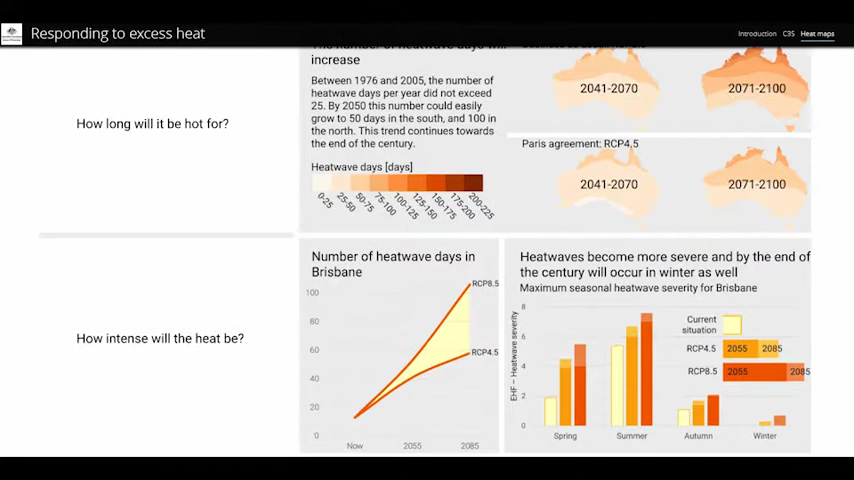 Responding to excess heat
Introduction C3S Heat maps
increase
Between 1976 and 2005, the number of
heatwave days per year did not exceed
25. By 2050 this number could easily
grow to 50 days in the south, and 100 in
the north. This trend continues towards
the end of the century.
Heatwave days [days]
0-25 25-50 50-75 75-100 100-125 125-150 150-175 175-200 200-225
2041-2070 2071-2100
Paris agreement: RCP4,5
2041-2070 2071-2100
How long will it be hot for?
How intense will the heat be?
Number of heatwave days in
Brisbane
RCP8.5
RCP4.5
100
80
60
40
20
0
Now 2055 2085
Heatwaves become more severe and by the end of
the century will occur in winter as well
Maximum seasonal heatwave severity for Brisbane
EHF – Heatwave severity
8
6
4
2
0
Current
situation
RCP4.5 2055 2085
RCP8.5 2055 2085
Spring Summer Autumn Winter